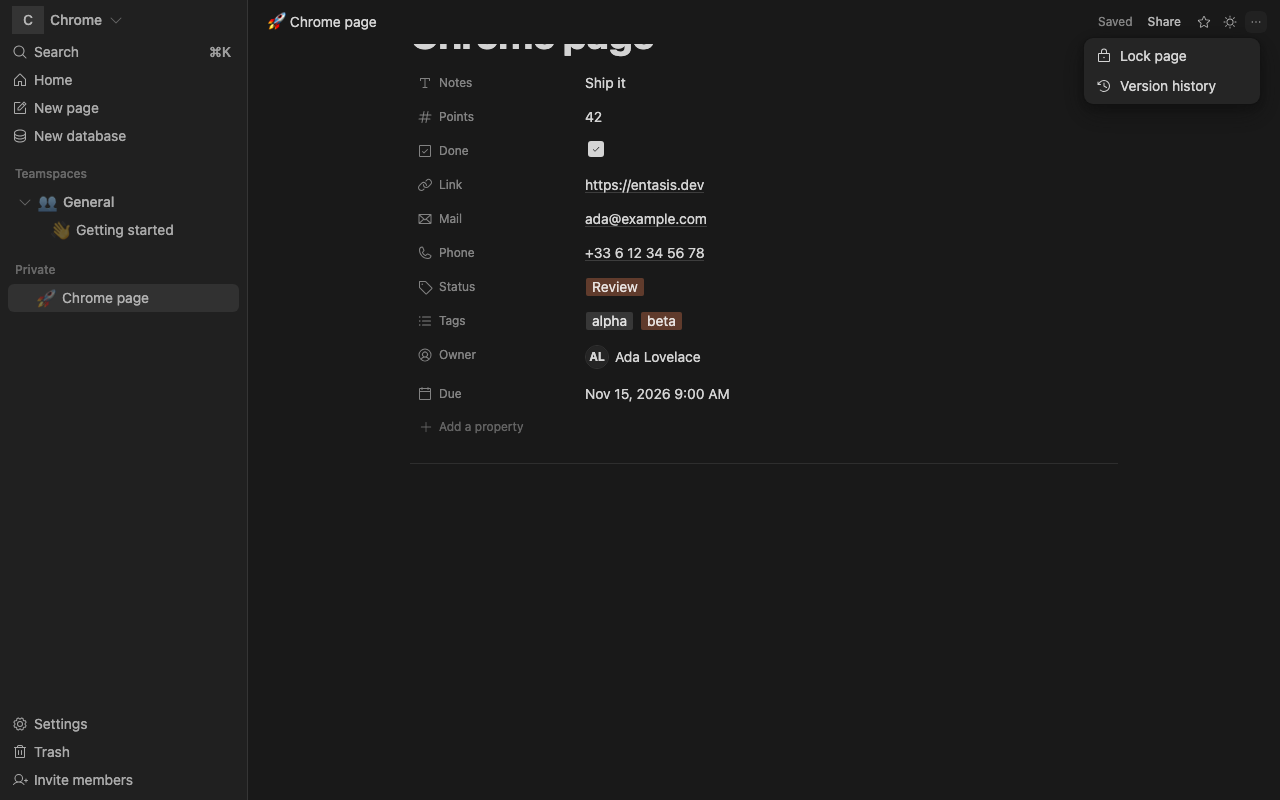 C Chrome
Search ⌘K
Home
New page
New database
Teamspaces
General
Getting started
Private
Chrome page
Settings
Trash
Invite members
Chrome page
Saved Share
Lock page
Version history
Chrome page
Notes Ship it
Points 42
Done
Link https://entasis.dev
Mail ada@example.com
Phone +33 6 12 34 56 78
Status Review
Tags alpha beta
Owner AL Ada Lovelace
Due Nov 15, 2026 9:00 AM
Add a property